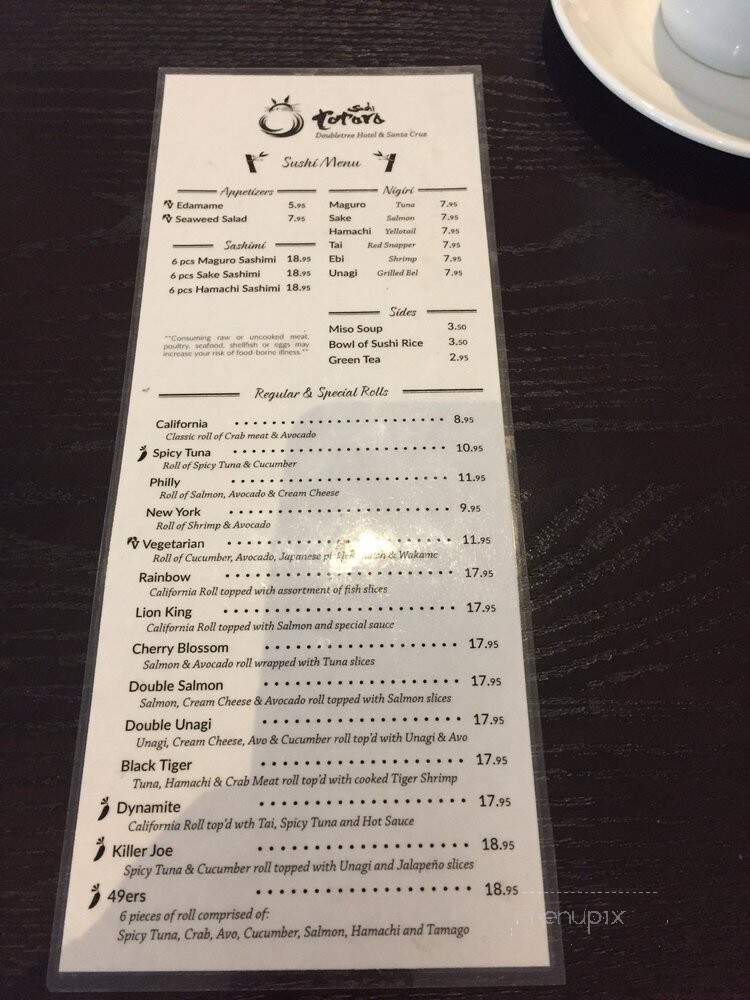 Sushi
totoro
Doubletree Hotel & Santa Cruz
Sushi Menu
Appetizers
Edamame 5.95
Seaweed Salad 7.95
Sashimi
6 pcs Maguro Sashimi 18.95
6 pcs Sake Sashimi 18.95
6 pcs Hamachi Sashimi 18.95
**Consuming raw or uncooked meat,
poultry, seafood, shellfish or eggs may
increase your risk of food-borne illness.**
Nigiri
Maguro Tuna 7.95
Sake Salmon 7.95
Hamachi Yellotail 7.95
Tai Red Snapper 7.95
Ebi Shrimp 7.95
Unagi Grilled Eel 7.95
Sides
Miso Soup 3.50
Bowl of Sushi Rice 3.50
Green Tea 2.95
Regular & Special Rolls
California 8.95
Classic roll of Crab meat & Avocado
Spicy Tuna 10.95
Roll of Spicy Tuna & Cucumber
Philly 11.95
Roll of Salmon, Avocado & Cream Cheese
New York 9.95
Roll of Shrimp & Avocado
Vegetarian 11.95
Roll of Cucumber, Avocado, Japanese & Wakame
Rainbow 17.95
California Roll topped with assortment of fish slices
Lion King 17.95
California Roll topped with Salmon and special sauce
Cherry Blossom 17.95
Salmon & Avocado roll wrapped with Tuna slices
Double Salmon 17.95
Salmon, Cream Cheese & Avocado roll topped with Salmon slices
Double Unagi 17.95
Unagi, Cream Cheese, Avo & Cucumber roll top'd with Unagi & Avo
Black Tiger 17.95
Tuna, Hamachi & Crab Meat roll top'd with cooked Tiger Shrimp
Dynamite 17.95
California Roll top'd wth Tai, Spicy Tuna and Hot Sauce
Killer Joe 18.95
Spicy Tuna & Cucumber roll topped with Unagi and Jalapeño slices
49ers 18.95
6 pieces of roll comprised of:
Spicy Tuna, Crab, Avo, Cucumber, Salmon, Hamachi and Tamago
menupix